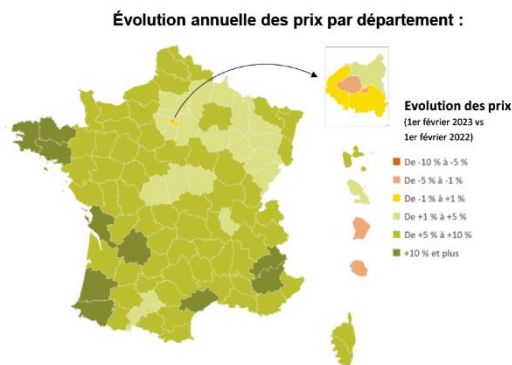 Évolution annuelle des prix par département :
Evolution des prix
(1er février 2023 vs
1er février 2022)
De -10 % à -5 %
De -5 % à -1 %
De -1 % à +1 %
De +1 % à +5 %
De +5 % à +10 %
+10 % et plus